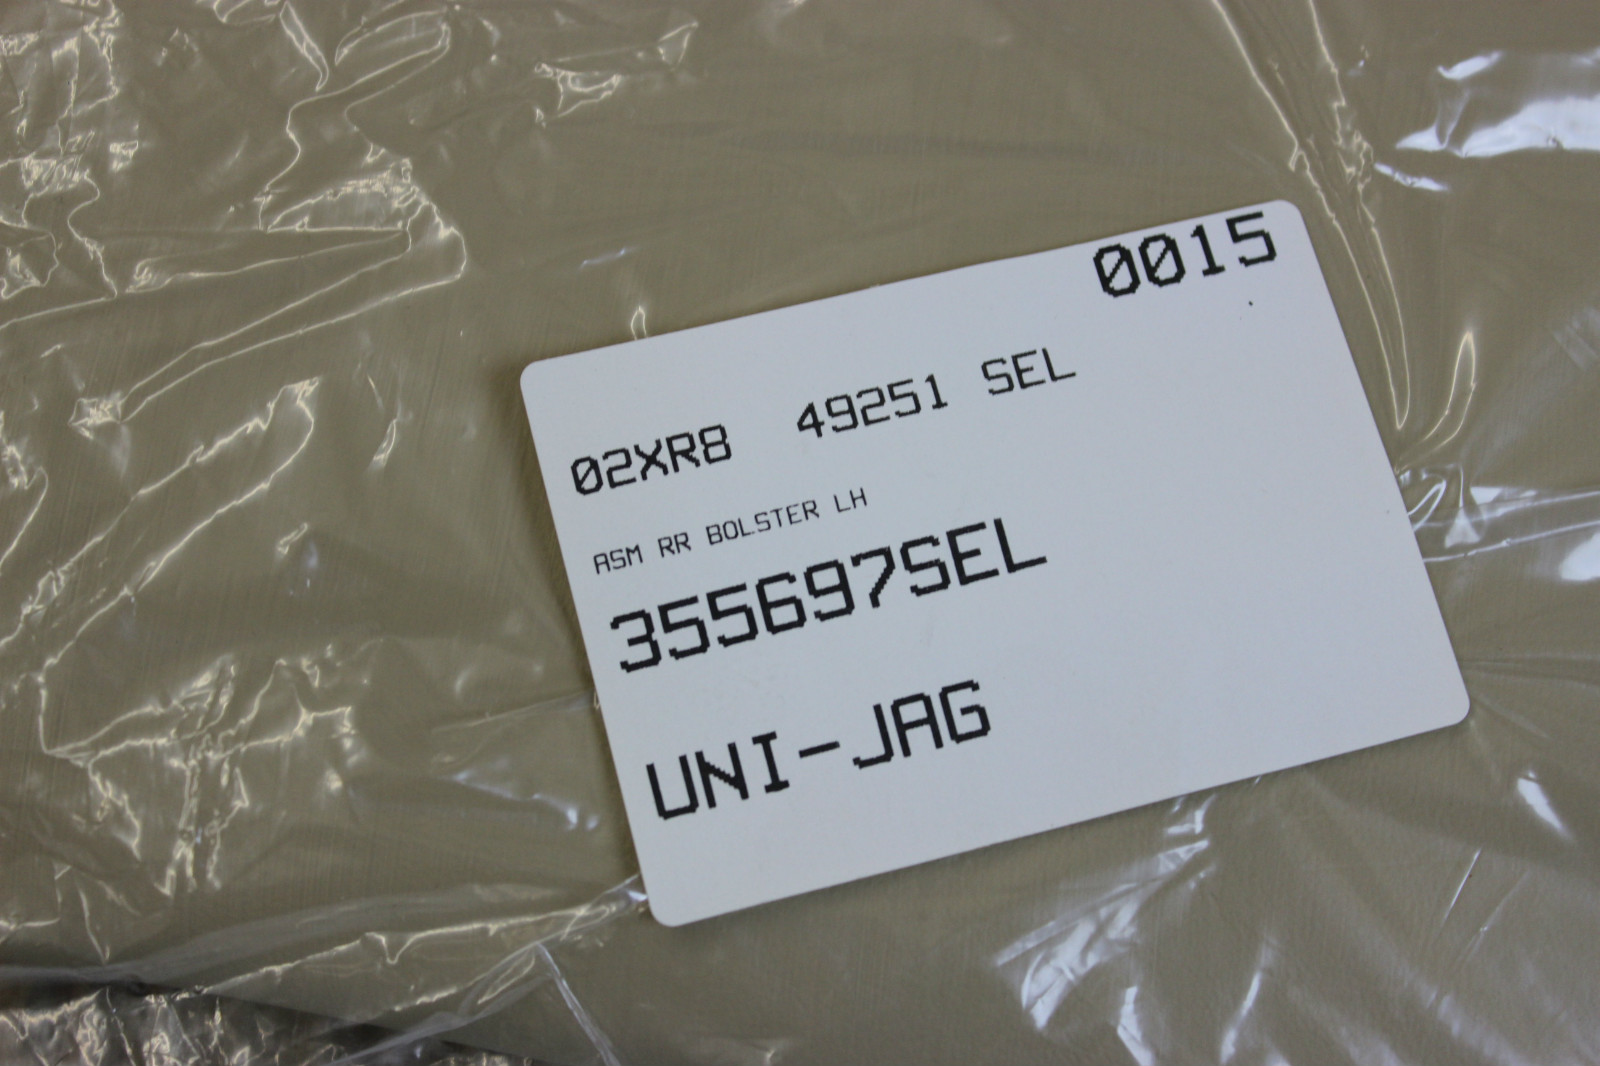 0015
02XR8 49251 SEL
ASM RR BOLSTER LH
355697SEL
UNI-JAG